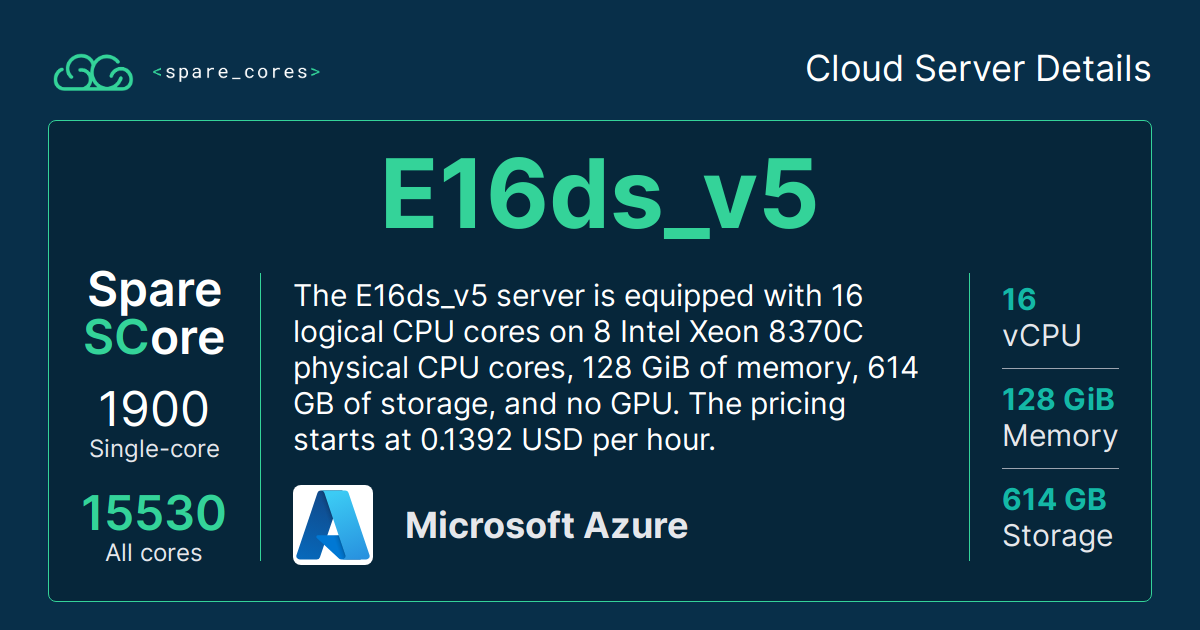 <spare_cores>
Cloud Server Details
E16ds_v5
Spare
SCore
1900
Single-core
15530
All cores
The E16ds_v5 server is equipped with 16
logical CPU cores on 8 Intel Xeon 8370C
physical CPU cores, 128 GiB of memory, 614
GB of storage, and no GPU. The pricing
starts at 0.1392 USD per hour.
Microsoft Azure
16
vCPU
128 GiB
Memory
614 GB
Storage